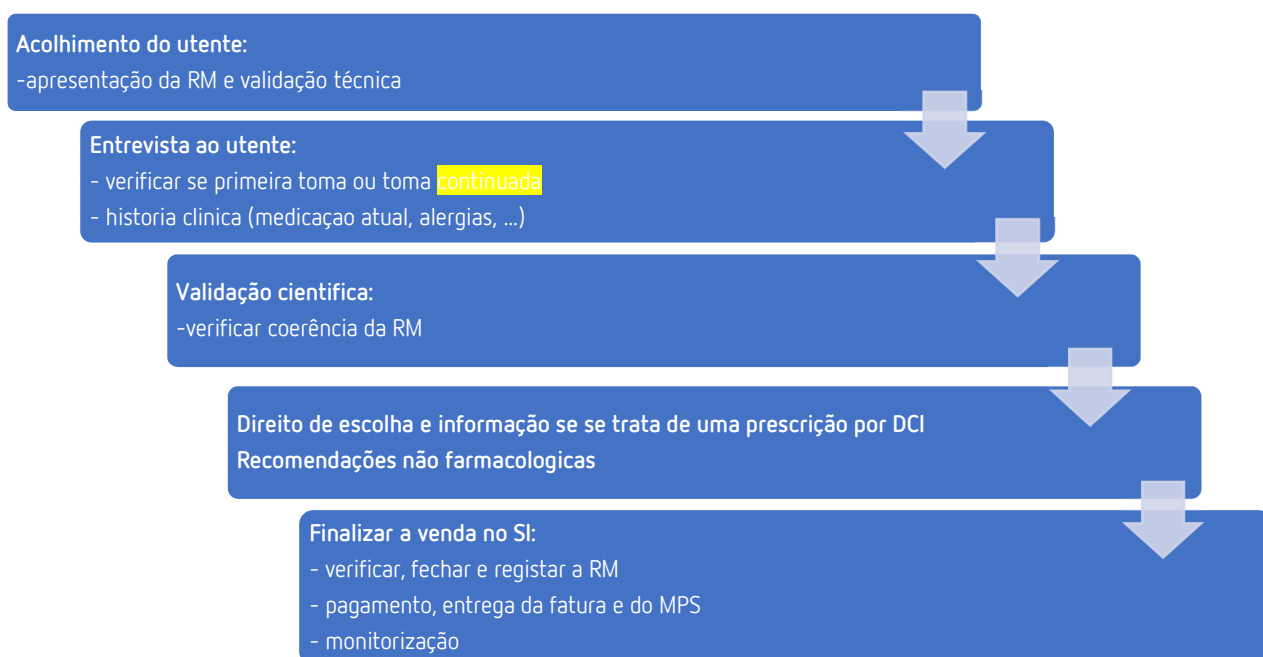 Acolhimento do utente:
-apresentação da RM e validação técnica
Entrevista ao utente:
- verificar se primeira toma ou toma continuada
- historia clinica (medicaçao atual, alergias, ...)
Validação cientifica:
-verificar coerência da RM
Direito de escolha e informação se se trata de uma prescrição por DCI
Recomendações não farmacologicas
Finalizar a venda no SI:
- verificar, fechar e registar a RM
- pagamento, entrega da fatura e do MPS
- monitorização